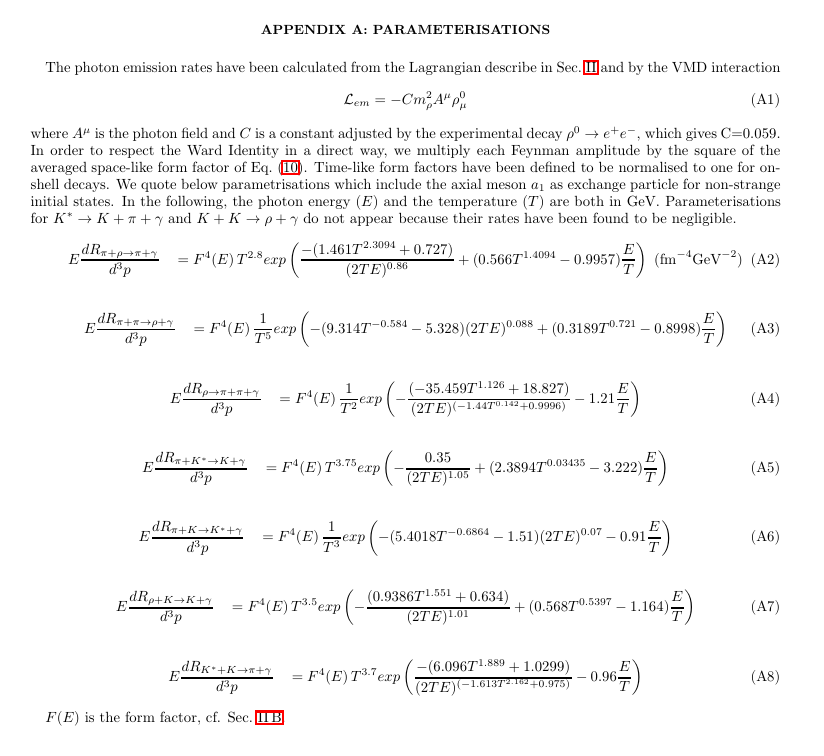 APPENDIX A: PARAMETERISATIONS
The photon emission rates have been calculated from the Lagrangian describe in Sec. II and by the VMD interaction
$\mathcal{L}_{em} = -Cm_\rho^2 A^\mu \rho_\mu^0$ (A1)
where $A^\mu$ is the photon field and $C$ is a constant adjusted by the experimental decay $\rho^0 \to e^+e^-$, which gives C=0.059.
In order to respect the Ward Identity in a direct way, we multiply each Feynman amplitude by the square of the
averaged space-like form factor of Eq. (10). Time-like form factors have been defined to be normalised to one for on-
shell decays. We quote below parametrisations which include the axial meson $a_1$ as exchange particle for non-strange
initial states. In the following, the photon energy ($E$) and the temperature ($T$) are both in GeV. Parameterisations
for $K^* \to K + \pi + \gamma$ and $K + K \to \rho + \gamma$ do not appear because their rates have been found to be negligible.
$E\frac{dR_{\pi+\rho\to\pi+\gamma}}{d^3p} = F^4(E)\, T^{2.8} exp\left(\frac{-(1.461T^{2.3094}+0.727)}{(2TE)^{0.86}} + (0.566T^{1.4094} - 0.9957)\frac{E}{T}\right)$ (fm$^{-4}$GeV$^{-2}$) (A2)
$E\frac{dR_{\pi+\pi\to\rho+\gamma}}{d^3p} = F^4(E)\, \frac{1}{T^5} exp\left(-(9.314T^{-0.584} - 5.328)(2TE)^{0.088} + (0.3189T^{0.721} - 0.8998)\frac{E}{T}\right)$ (A3)
$E\frac{dR_{\rho\to\pi+\pi+\gamma}}{d^3p} = F^4(E)\, \frac{1}{T^2} exp\left(-\frac{(-35.459T^{1.126}+18.827)}{(2TE)^{(-1.44T^{0.142}+0.9996)}} - 1.21\frac{E}{T}\right)$ (A4)
$E\frac{dR_{\pi+K^*\to K+\gamma}}{d^3p} = F^4(E)\, T^{3.75} exp\left(-\frac{0.35}{(2TE)^{1.05}} + (2.3894T^{0.03435} - 3.222)\frac{E}{T}\right)$ (A5)
$E\frac{dR_{\pi+K\to K^*+\gamma}}{d^3p} = F^4(E)\, \frac{1}{T^3} exp\left(-(5.4018T^{-0.6864} - 1.51)(2TE)^{0.07} - 0.91\frac{E}{T}\right)$ (A6)
$E\frac{dR_{\rho+K\to K+\gamma}}{d^3p} = F^4(E)\, T^{3.5} exp\left(-\frac{(0.9386T^{1.551}+0.634)}{(2TE)^{1.01}} + (0.568T^{0.5397} - 1.164)\frac{E}{T}\right)$ (A7)
$E\frac{dR_{K^*+K\to\pi+\gamma}}{d^3p} = F^4(E)\, T^{3.7} exp\left(\frac{-(6.096T^{1.889}+1.0299)}{(2TE)^{(-1.613T^{2.162}+0.975)}} - 0.96\frac{E}{T}\right)$ (A8)
$F(E)$ is the form factor, cf. Sec. II B